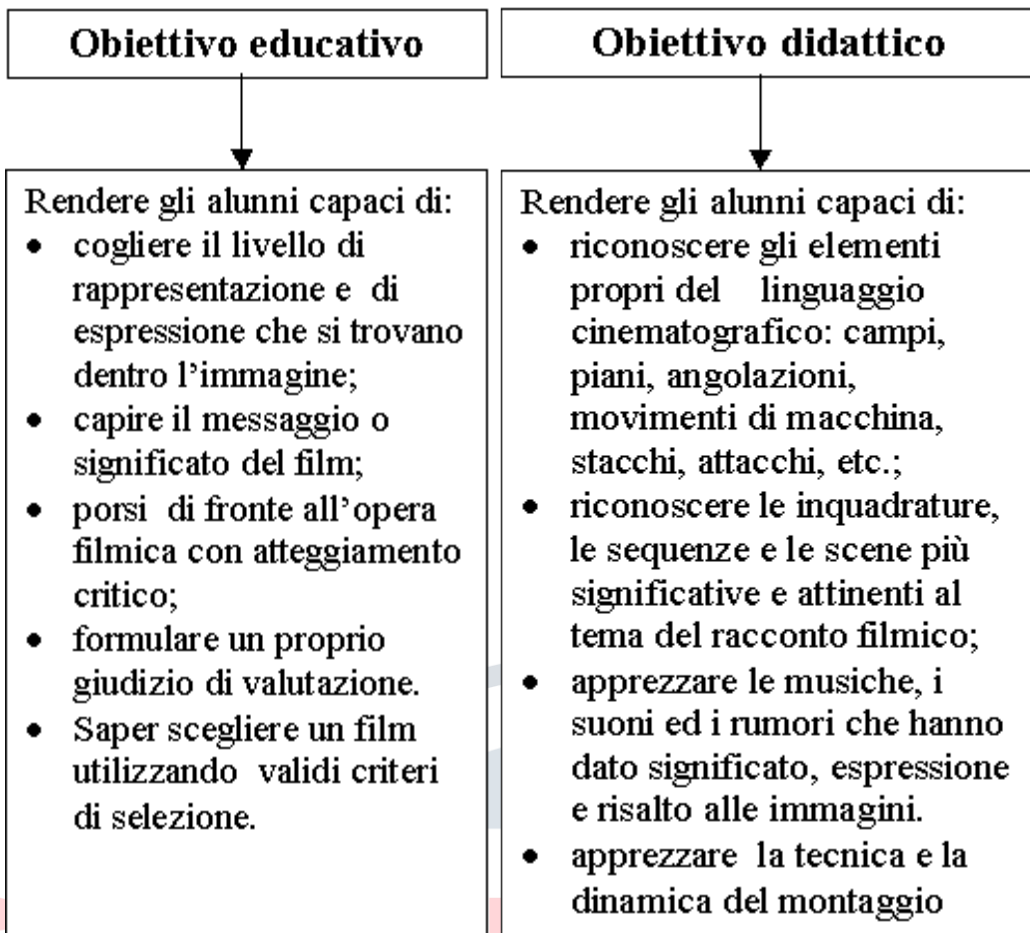 Obiettivo educativo
Rendere gli alunni capaci di:
• cogliere il livello di
rappresentazione e di
espressione che si trovano
dentro l’immagine;
• capire il messaggio o
significato del film;
• porsi di fronte all’opera
filmica con atteggiamento
critico;
• formulare un proprio
giudizio di valutazione.
• Saper scegliere un film
utilizzando validi criteri
di selezione.
Obiettivo didattico
Rendere gli alunni capaci di:
• riconoscere gli elementi
propri del linguaggio
cinematografico: campi,
piani, angolazioni,
movimenti di macchina,
stacchi, attacchi, etc.;
• riconoscere le inquadrature,
le sequenze e le scene più
significative e attinenti al
tema del racconto filmico;
• apprezzare le musiche, i
suoni ed i rumori che hanno
dato significato, espressione
e risalto alle immagini.
• apprezzare la tecnica e la
dinamica del montaggio